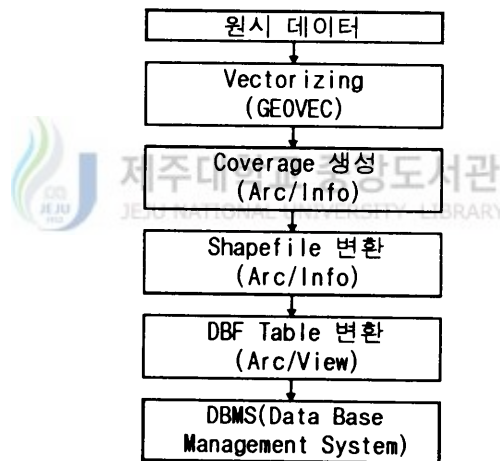 원시 데이터
Vectorizing
(GEOVEC)
Coverage 생성
(Arc/Info)
제주대학교 중앙도서관
JEJU NATIONAL UNIVERSITY LIBRARY
JEJU
1952
Shapefile 변환
(Arc/Info)
DBF Table 변환
(Arc/View)
DBMS(Data Base
Management System)